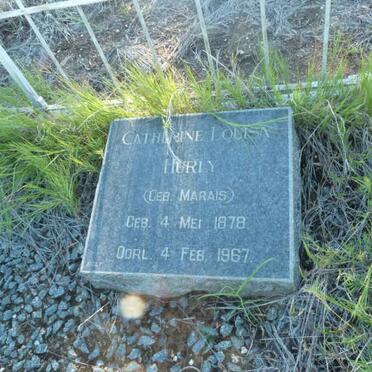 CATHERINE LOUISA
HURLY
(GEB. MARAIS)
GEB. 4 MEI 1878.
OORL. 4 FEB. 1967.